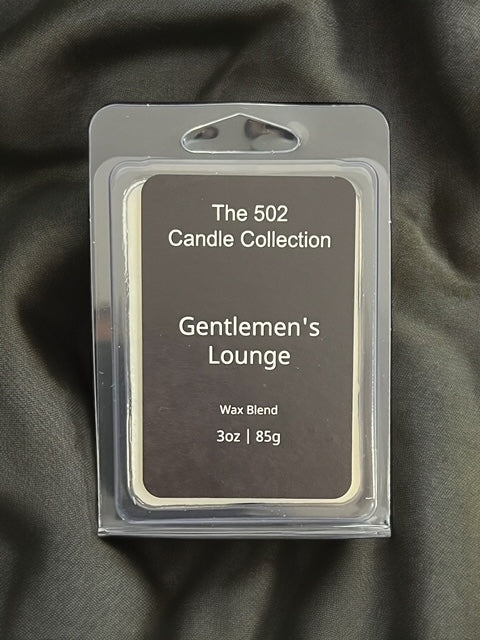 The 502
Candle Collection
Gentlemen's
Lounge
Wax Blend
3oz | 85g